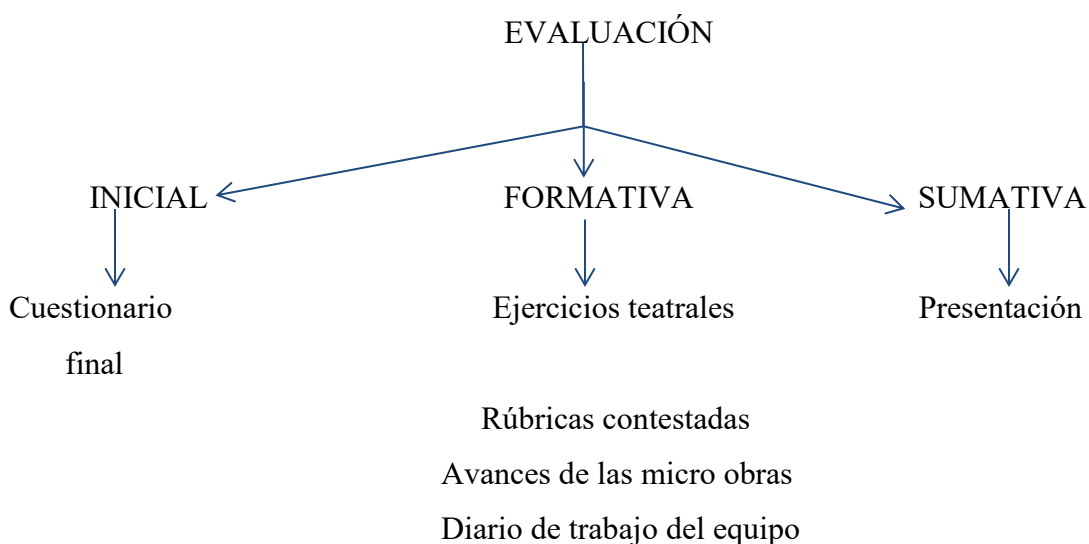 EVALUACIÓN
INICIAL FORMATIVA SUMATIVA
Cuestionario Ejercicios teatrales Presentación
final
Rúbricas contestadas
Avances de las micro obras
Diario de trabajo del equipo